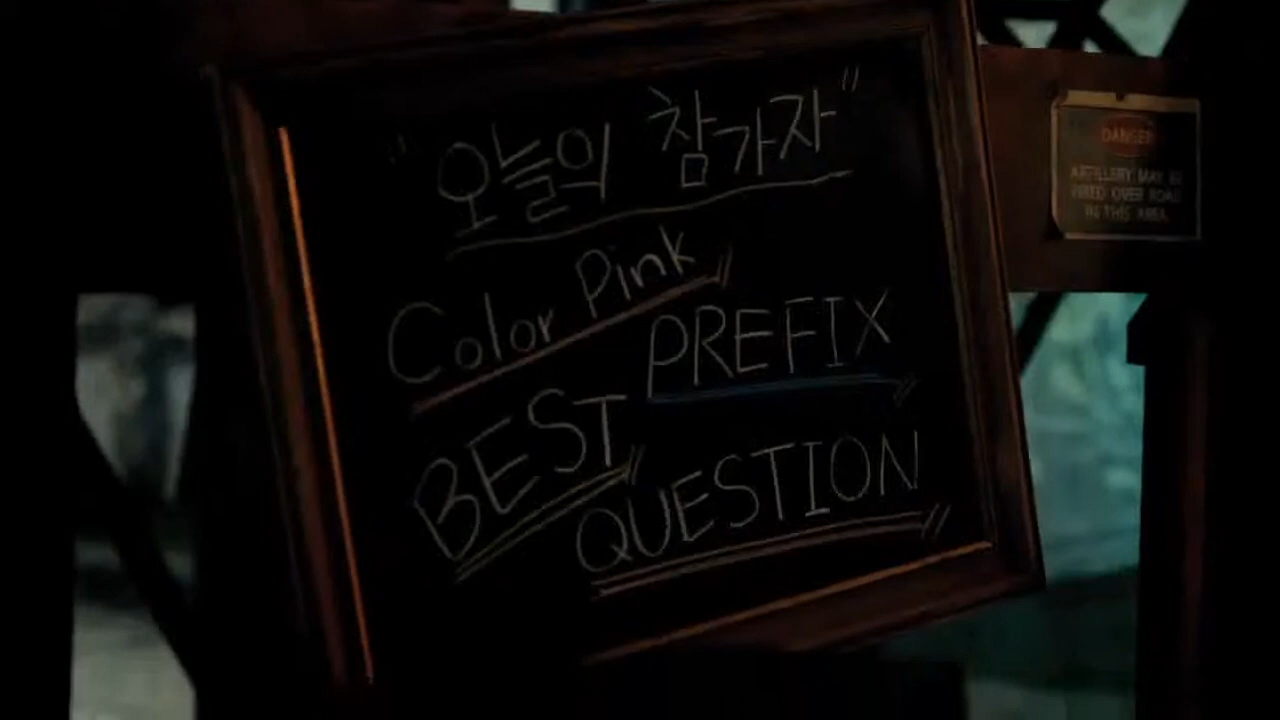 "오늘의 참가자"
Color Pink
PREFIX
BEST
QUESTION
DANGER
ARTILLERY MAY BE
FIRED OVER ROAD
IN THIS AREA